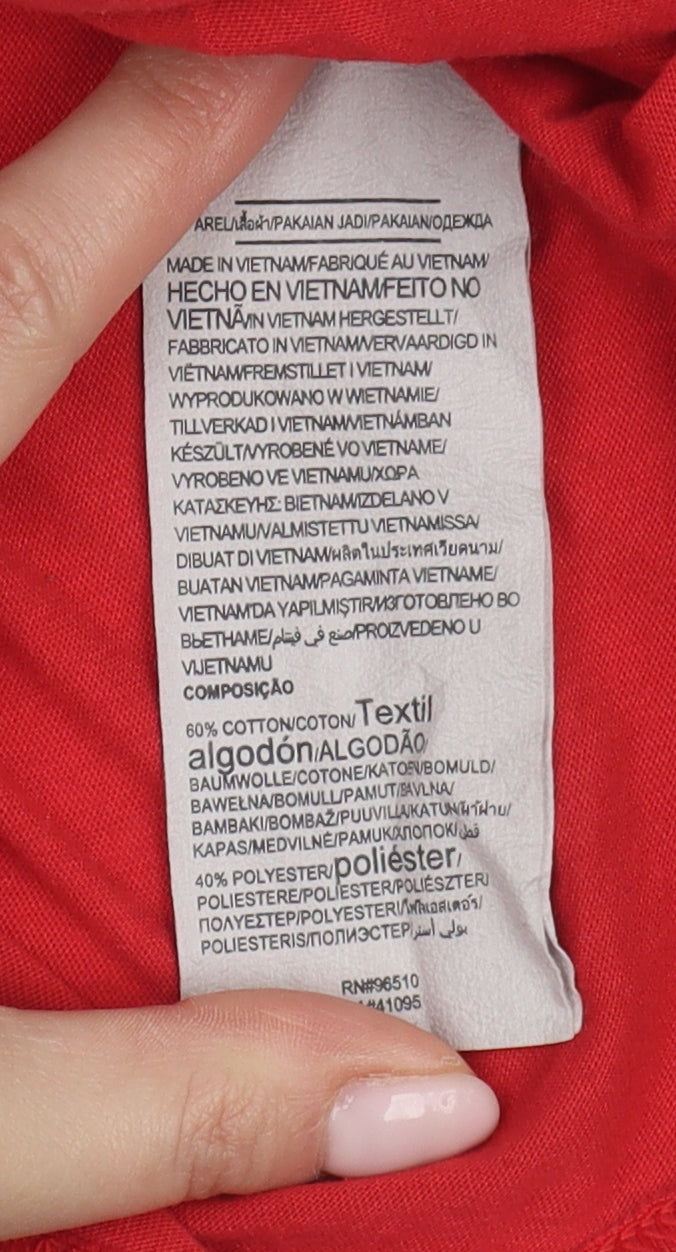 AREL/เสื้อผ้า/PAKAIAN JADI/PAKAIAN/ОДЕЖДА
MADE IN VIETNAM/FABRIQUÉ AU VIETNAM/
HECHO EN VIETNAM/FEITO NO
VIETNÃ/IN VIETNAM HERGESTELLT/
FABBRICATO IN VIETNAM/VERVAARDIGD IN
VIËTNAM/FREMSTILLET I VIETNAM/
WYPRODUKOWANO W WIETNAMIE/
TILLVERKAD I VIETNAM/VIETNÁMBAN
KÉSZÜLT/VYROBENÉ VO VIETNAME/
VYROBENO VE VIETNAMU/ΧΩΡΑ
ΚΑΤΑΣΚΕΥΗΣ: ΒΙΕΤΝΑΜ/IZDELANO V
VIETNAMU/VALMISTETTU VIETNAMISSA/
DIBUAT DI VIETNAM/ผลิตในประเทศเวียดนาม/
BUATAN VIETNAM/PAGAMINTA VIETNAME/
VIETNAM'DA YAPILMIŞTIR/ИЗГОТОВЛЕНО ВО
ВЬЕТНАМЕ/صنع في فيتنام/PROIZVEDENO U
VIJETNAMU
COMPOSIÇÃO
60% COTTON/COTON/Textil
algodón/ALGODÃO/
BAUMWOLLE/COTONE/KATOEN/BOMULD/
BAWEŁNA/BOMULL/PAMUT/BAVLNA/
BAMBAKI/BOMBAŽ/PUUVILLA/KATUN/ผ้าฝ้าย/
KAPAS/MEDVILNĖ/PAMUK/ХЛОПОК/قطن
40% POLYESTER/poliéster/
POLIESTERE/POLIESTER/POLIÉSZTER/
ΠΟΛΥΕΣΤΕΡ/POLYESTERI/โพลีเอสเตอร์/
POLIESTERIS/ПОЛИЭСТЕР/بولي أستر
RN#96510
#41095